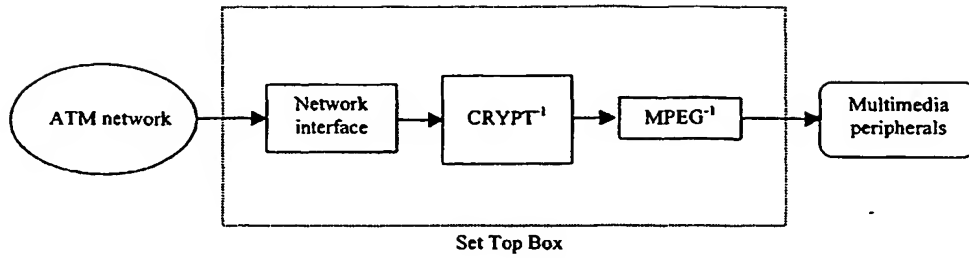 ATM network
Network
interface
CRYPT⁻¹
MPEG⁻¹
Multimedia
peripherals
Set Top Box